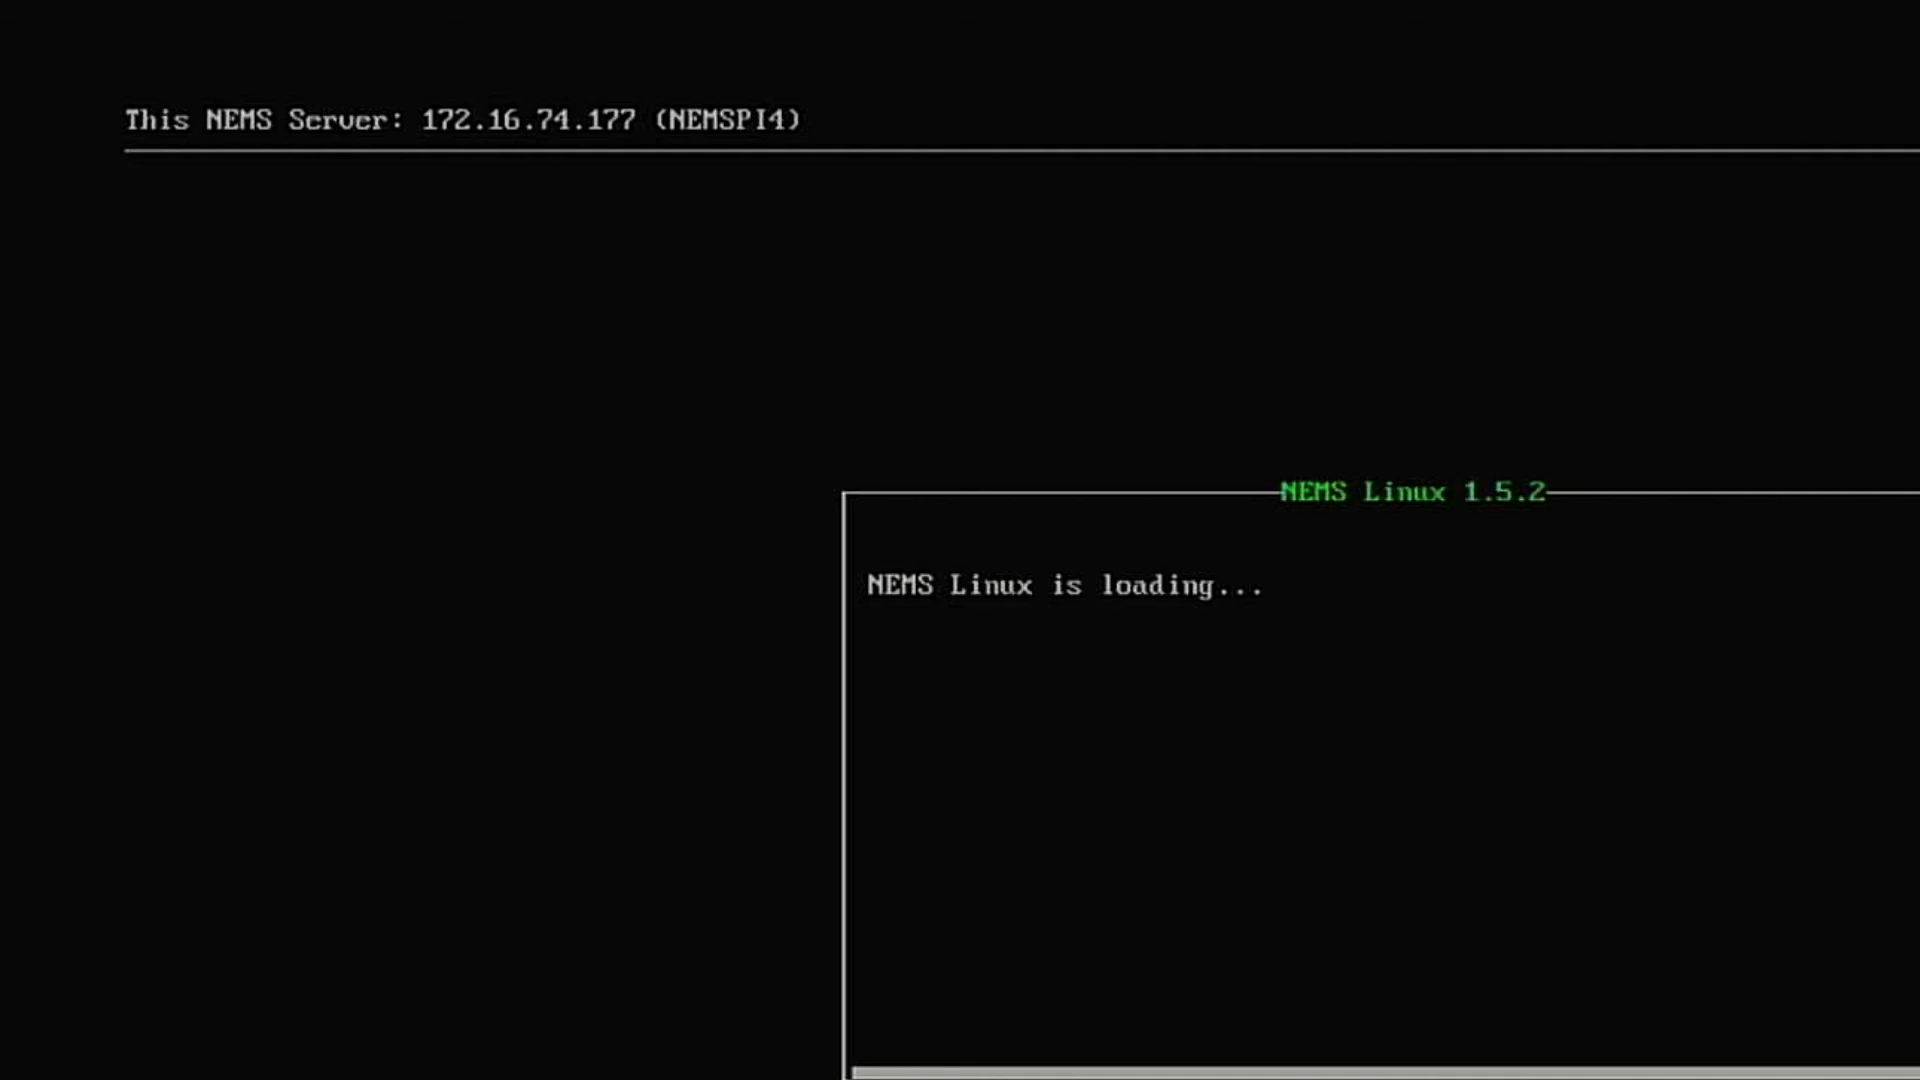 This NEMS Server: 172.16.74.177 (NEMSPI4)
NEMS Linux 1.5.2
NEMS Linux is loading...